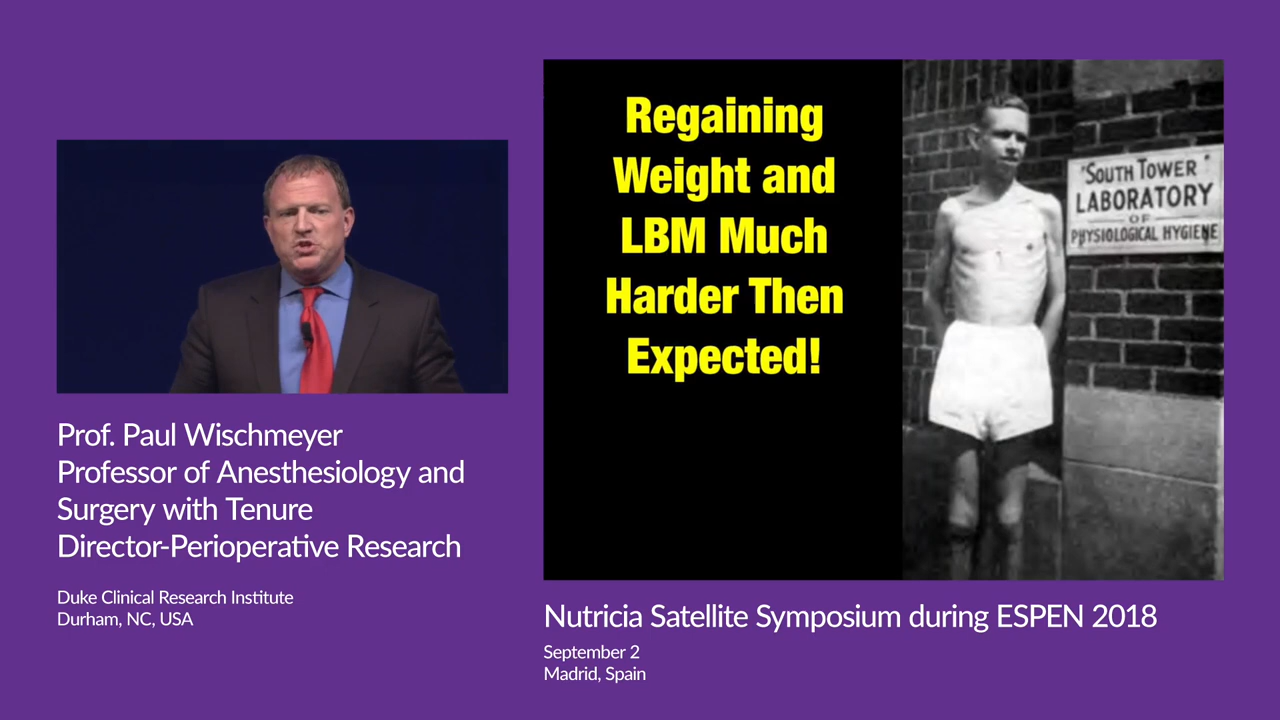 Regaining
Weight and
LBM Much
Harder Then
Expected!
"SOUTH TOWER"
LABORATORY
OF
PHYSIOLOGICAL HYGIENE
Prof. Paul Wischmeyer
Professor of Anesthesiology and
Surgery with Tenure
Director-Perioperative Research
Duke Clinical Research Institute
Durham, NC, USA
Nutricia Satellite Symposium during ESPEN 2018
September 2
Madrid, Spain